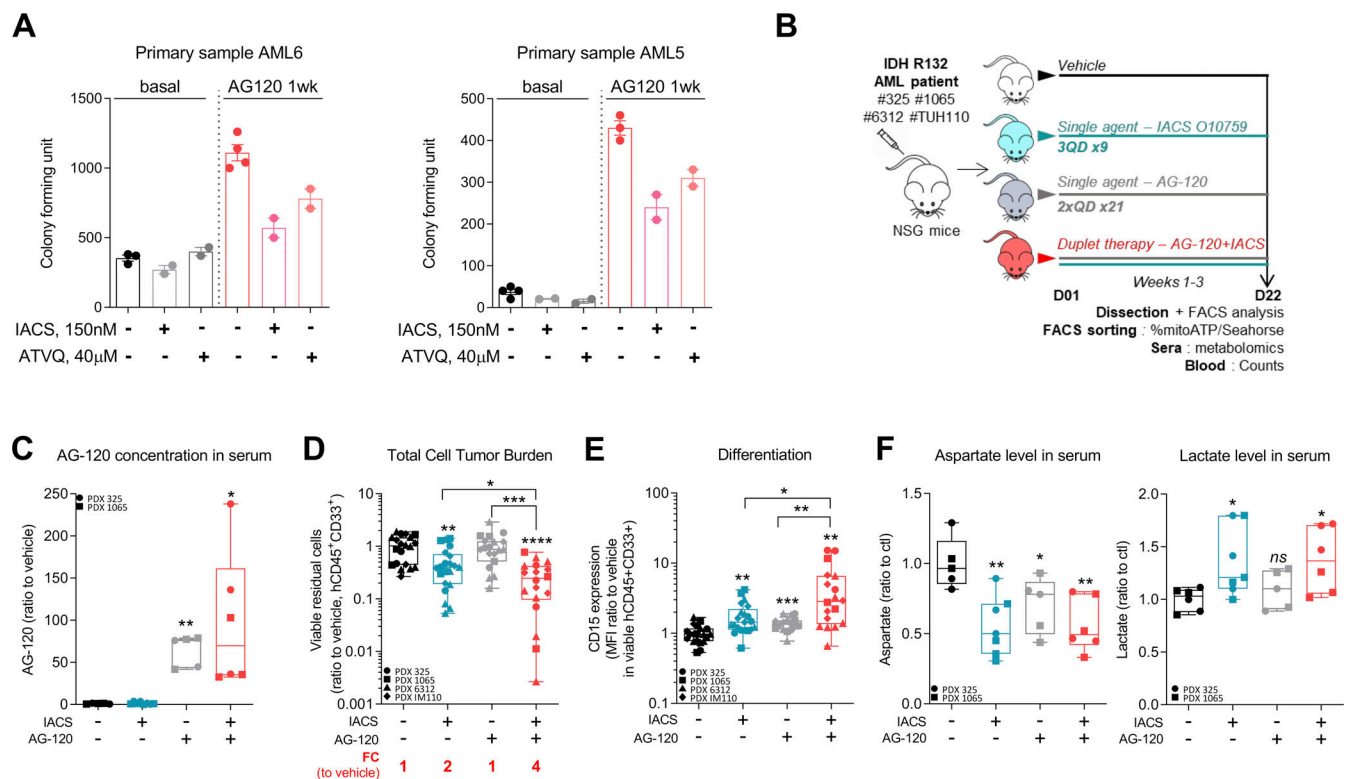 A
Primary sample AML6
basal
AG120 1wk
Colony forming unit
1500
1000
500
0
IACS, 150nM - + - - + -
ATVQ, 40µM - - + - - +
Primary sample AML5
basal
AG120 1wk
Colony forming unit
500
400
300
200
100
0
IACS, 150nM - + - - + -
ATVQ, 40µM - - + - - +
B
IDH R132
AML patient
#325 #1065
#6312 #TUH110
NSG mice
Vehicle
Single agent – IACS O10759
3QD x9
Single agent – AG-120
2xQD x21
Duplet therapy – AG-120+IACS
Weeks 1-3
D01
D22
Dissection + FACS analysis
FACS sorting : %mitoATP/Seahorse
Sera : metabolomics
Blood : Counts
C
AG-120 concentration in serum
AG-120 (ratio to vehicle)
250
200
150
100
50
0
PDX 325
PDX 1065
**
*
IACS - + - +
AG-120 - - + +
D
Total Cell Tumor Burden
Viable residual cells
(ratio to vehicle, hCD45+CD33+)
10
1
0.1
0.01
0.001
*
***
**
****
PDX 325
PDX 1065
PDX 6312
PDX IM110
IACS - + - +
AG-120 - - + +
FC
(to vehicle)
1 2 1 4
E
Differentiation
CD15 expression
(MFI ratio to vehicle
in viable hCD45+CD33+)
100
10
1
0.1
*
**
**
***
**
PDX 325
PDX 1065
PDX 6312
PDX IM110
IACS - + - +
AG-120 - - + +
F
Aspartate level in serum
Aspartate (ratio to ctl)
1.5
1.0
0.5
0.0
**
*
**
PDX 325
PDX 1065
IACS - + - +
AG-120 - - + +
Lactate level in serum
Lactate (ratio to ctl)
2.0
1.5
1.0
0.5
0.0
*
ns
*
PDX 325
PDX 1065
IACS - + - +
AG-120 - - + +